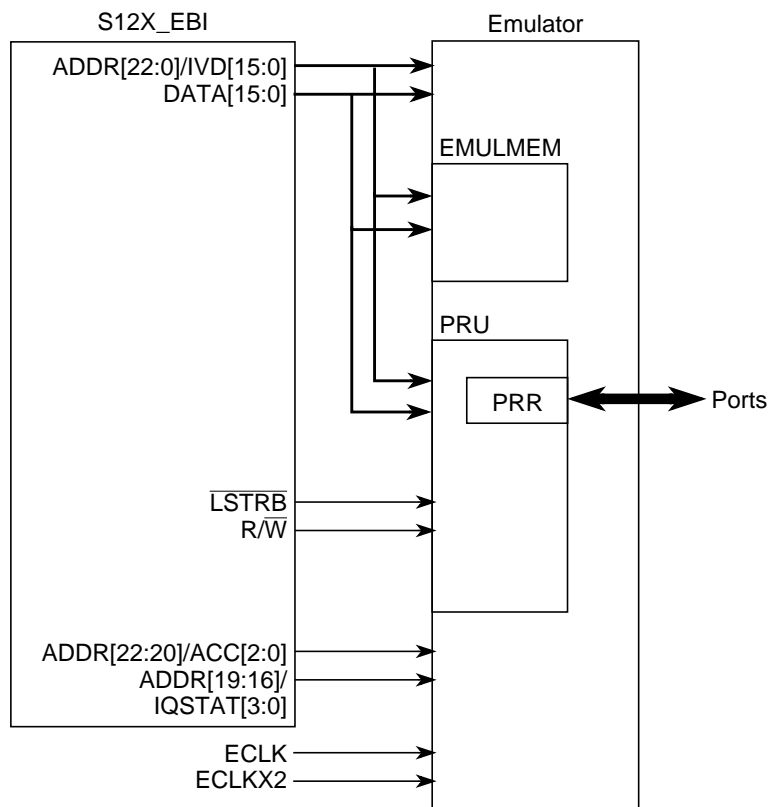 S12X_EBI
Emulator
ADDR[22:0]/IVD[15:0]
DATA[15:0]
EMULMEM
PRU
PRR
Ports
L̅S̅T̅R̅B̅
R/W̅
ADDR[22:20]/ACC[2:0]
ADDR[19:16]/
IQSTAT[3:0]
ECLK
ECLKX2